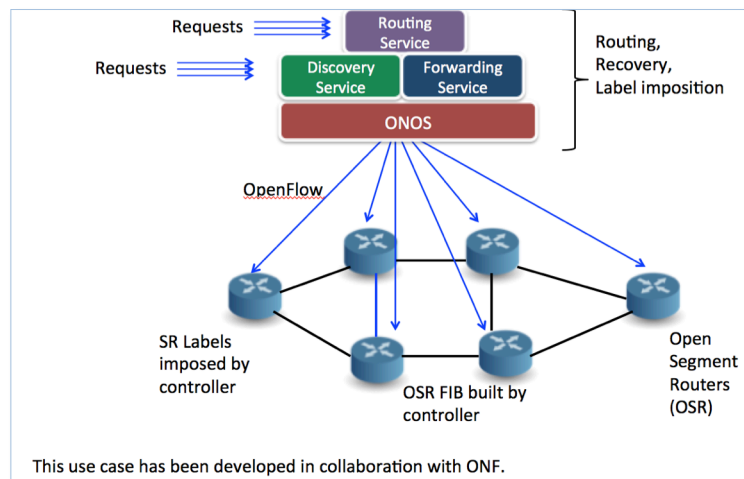 Requests
Routing
Service
Requests
Discovery
Service
Forwarding
Service
ONOS
Routing,
Recovery,
Label imposition
OpenFlow
SR Labels
imposed by
controller
OSR FIB built by
controller
Open
Segment
Routers
(OSR)
This use case has been developed in collaboration with ONF.